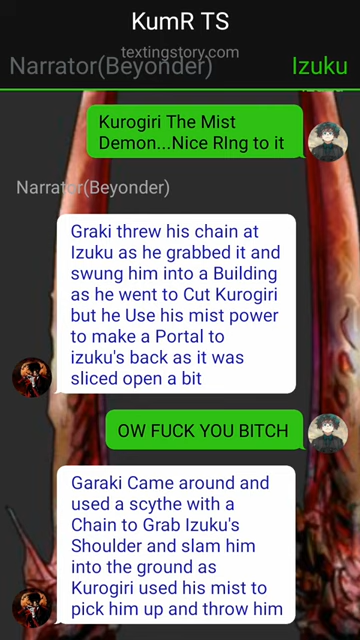 KumR TS
textingstory.com
Narrator(Beyonder)
Izuku
Kurogiri The Mist
Demon...Nice RIng to it
Narrator(Beyonder)
Graki threw his chain at
Izuku as he grabbed it and
swung him into a Building
as he went to Cut Kurogiri
but he Use his mist power
to make a Portal to
izuku's back as it was
sliced open a bit
OW FUCK YOU BITCH
Garaki Came around and
used a scythe with a
Chain to Grab Izuku's
Shoulder and slam him
into the ground as
Kurogiri used his mist to
pick him up and throw him